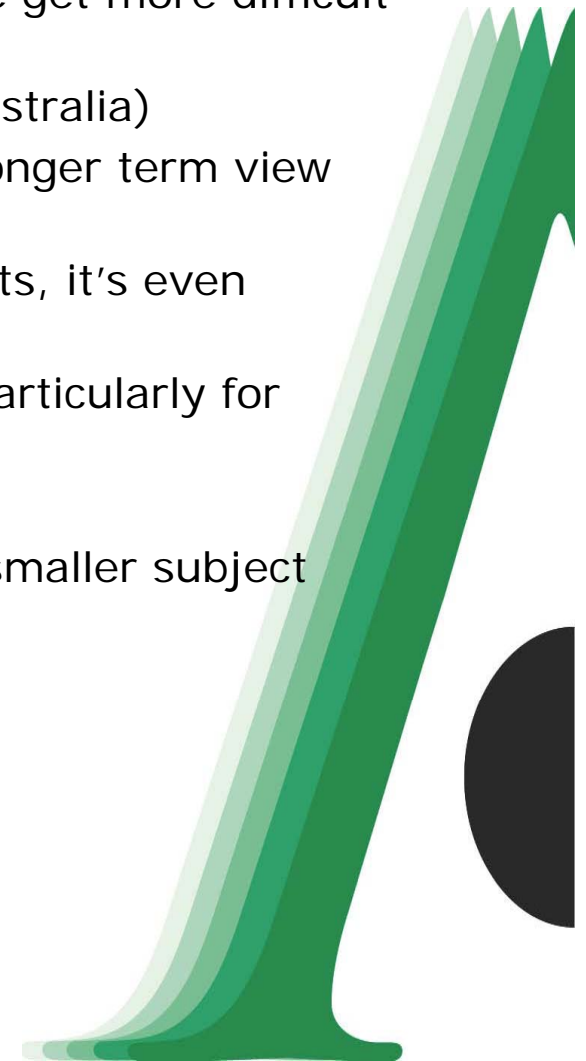 get more difficult
stralia)
onger term view
ts, it's even
articularly for
smaller subject